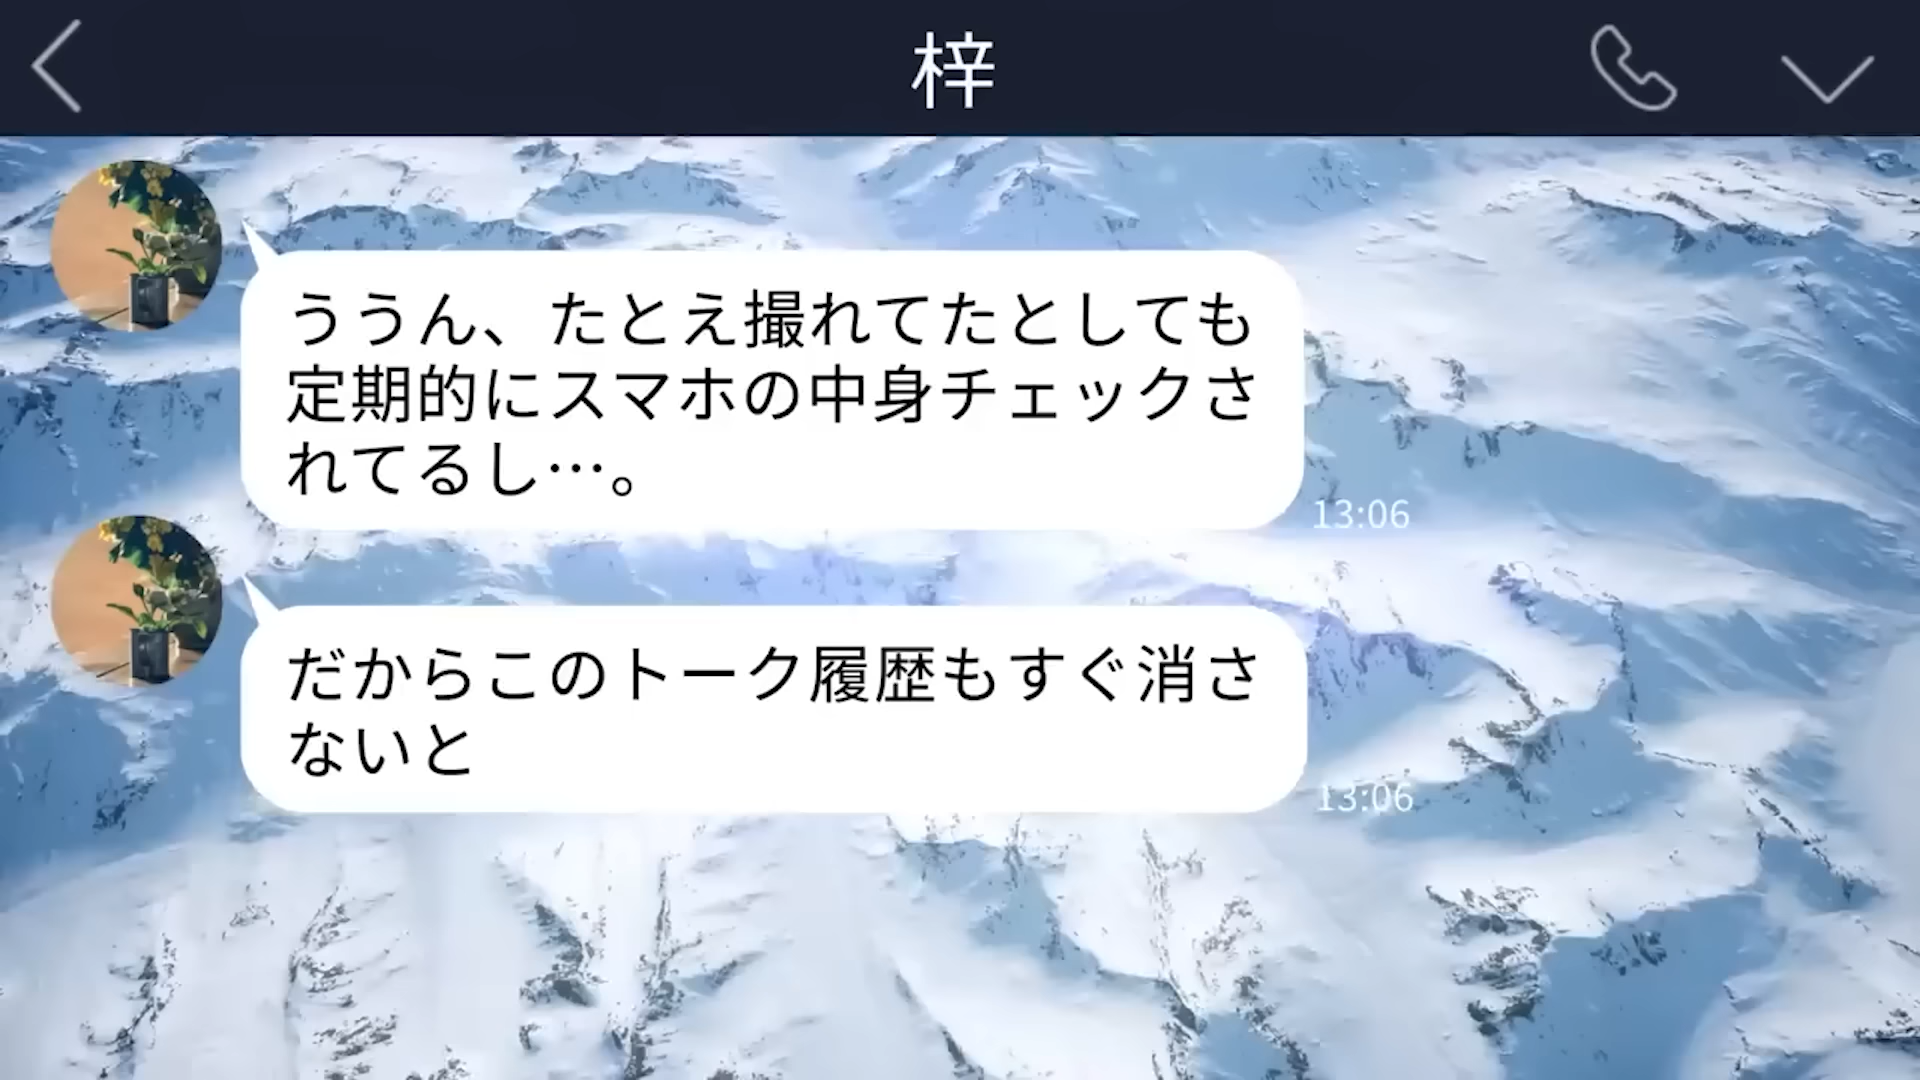 梓
ううん、たとえ撮れてたとしても
定期的にスマホの中身チェックさ
れてるし…。
13:06
だからこのトーク履歴もすぐ消さ
ないと
13:06